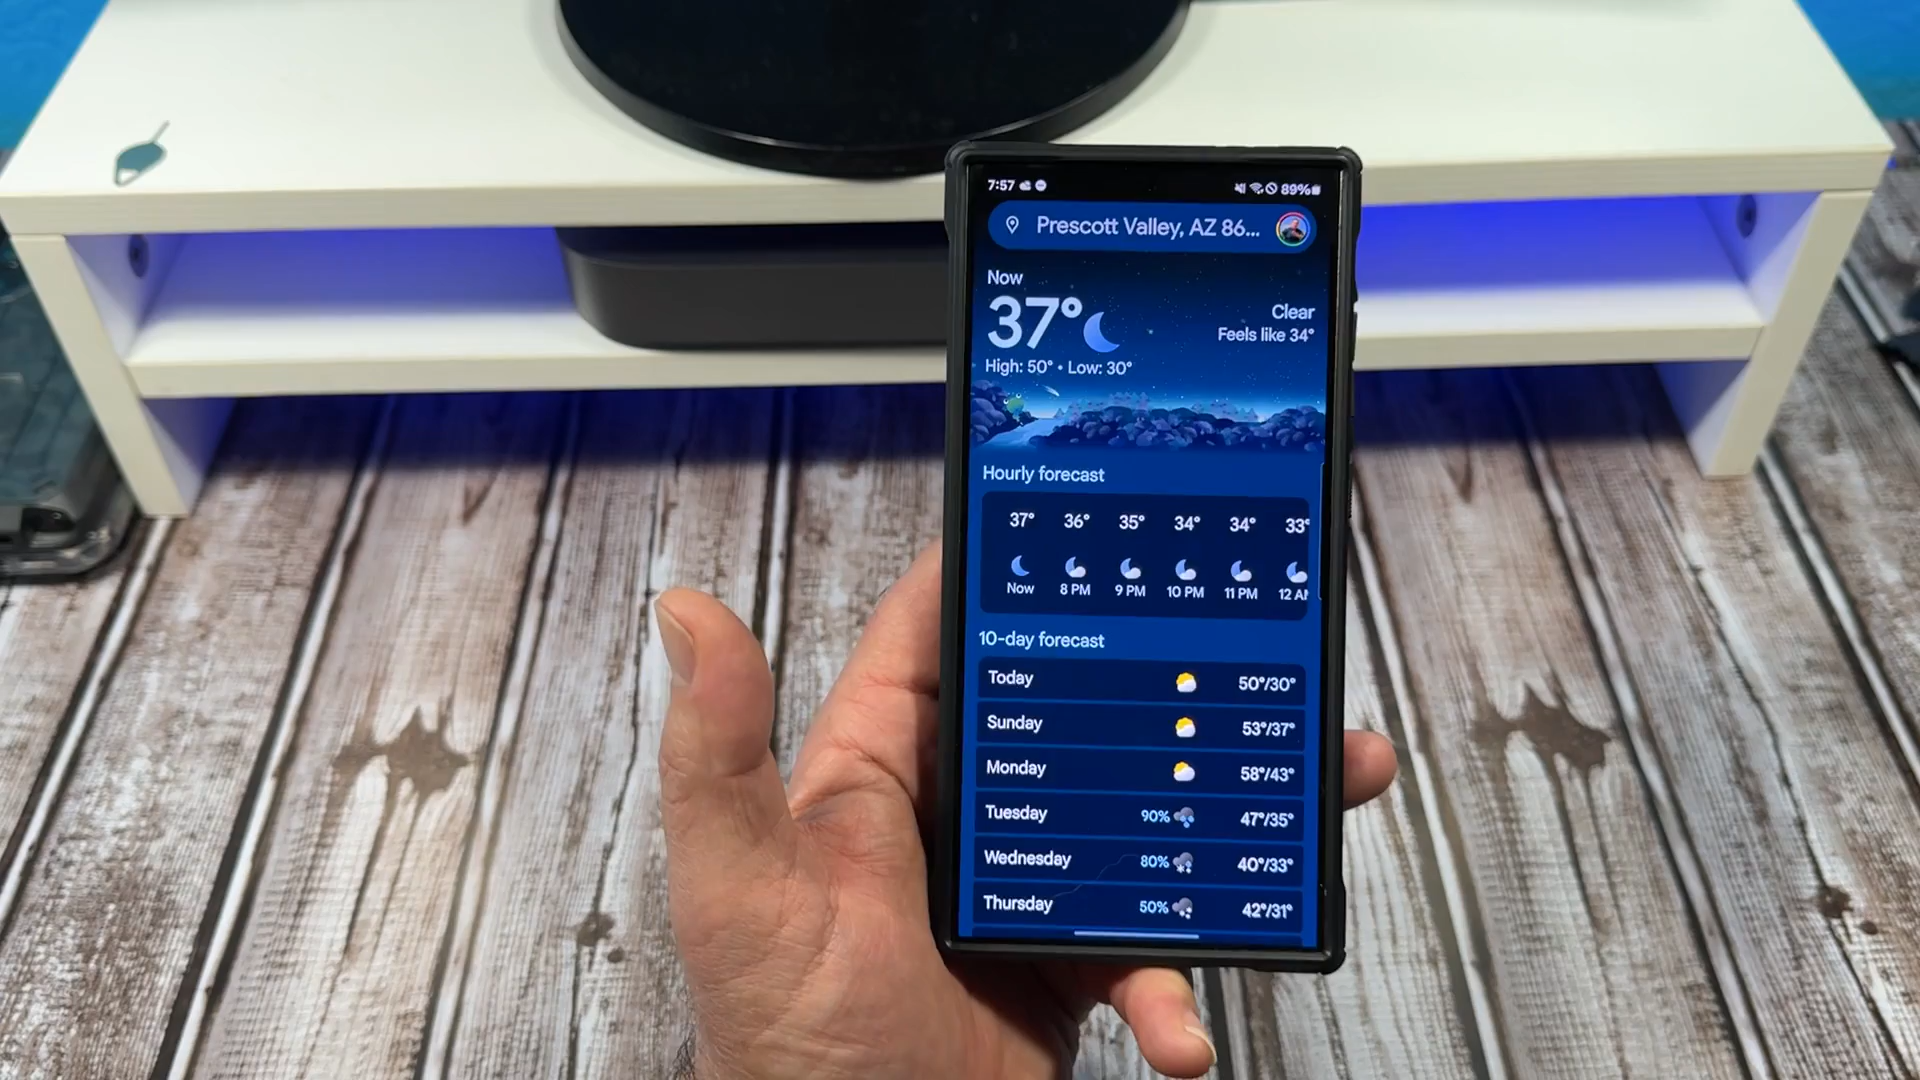 7:57 89%
Prescott Valley, AZ 86...
Now
37°
Clear
Feels like 34°
High: 50° • Low: 30°
Hourly forecast
37° 36° 35° 34° 34° 33°
Now 8 PM 9 PM 10 PM 11 PM 12 AM
10-day forecast
Today 50°/30°
Sunday 53°/37°
Monday 58°/43°
Tuesday 90% 47°/35°
Wednesday 80% 40°/33°
Thursday 50% 42°/31°